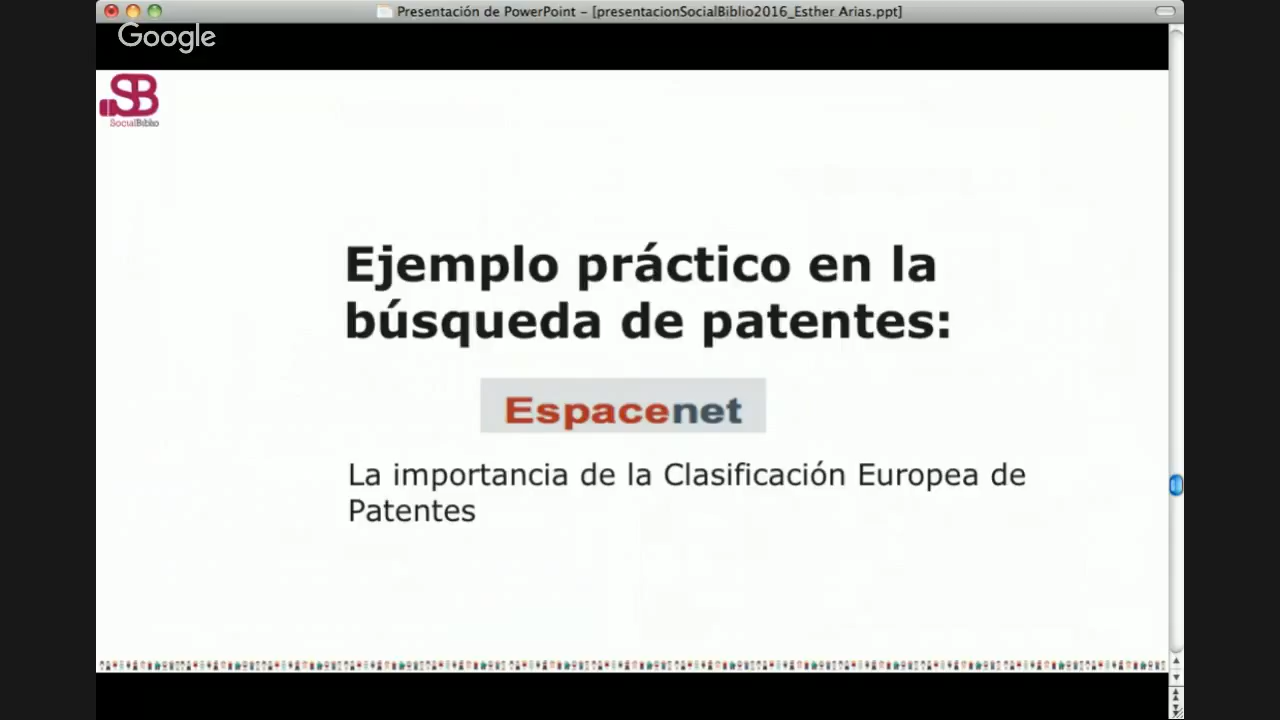 Presentación de PowerPoint – [presentacionSocialBiblio2016_Esther Arias.ppt]
Google
SB
SocialBiblio
Ejemplo práctico en la
búsqueda de patentes:
Espacenet
La importancia de la Clasificación Europea de
Patentes